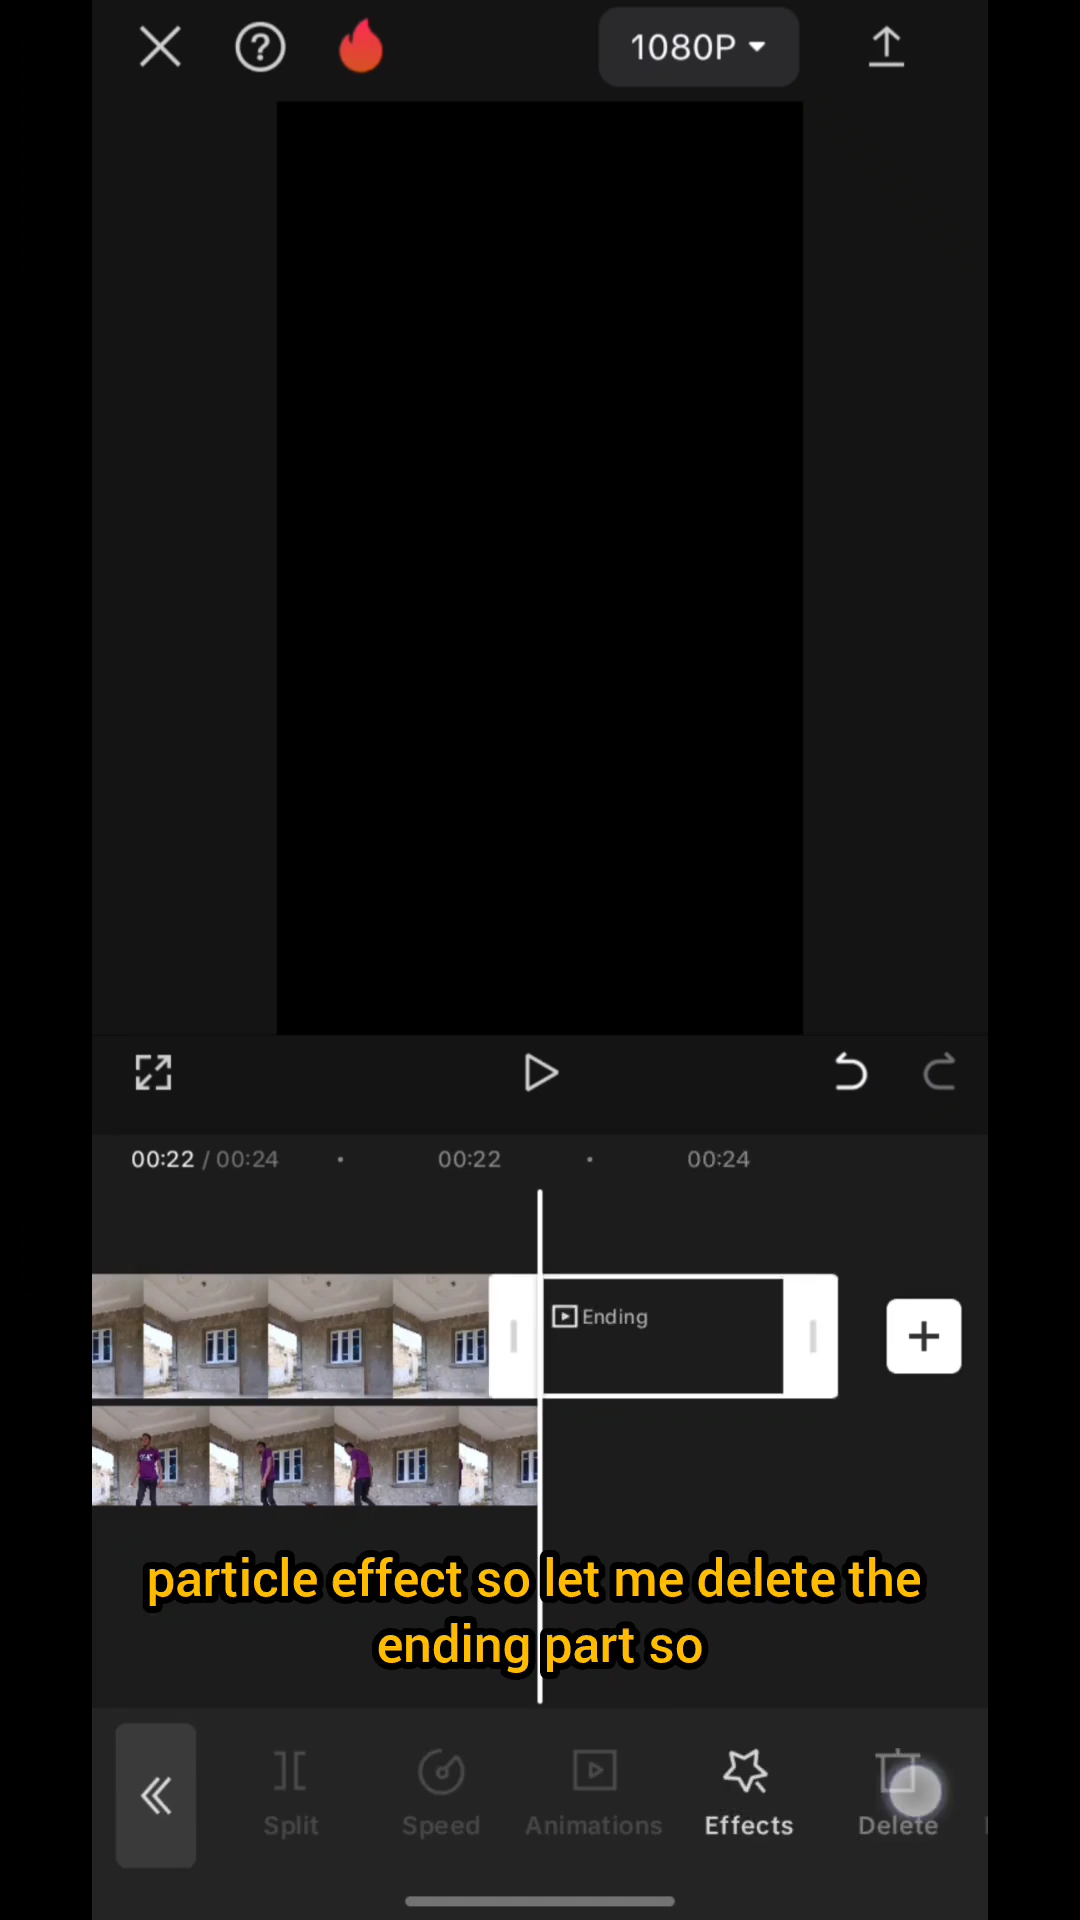 1080P
00:22 / 00:24
00:22
00:24
Ending
particle effect so let me delete the
ending part so
Split
Speed
Animations
Effects
Delete